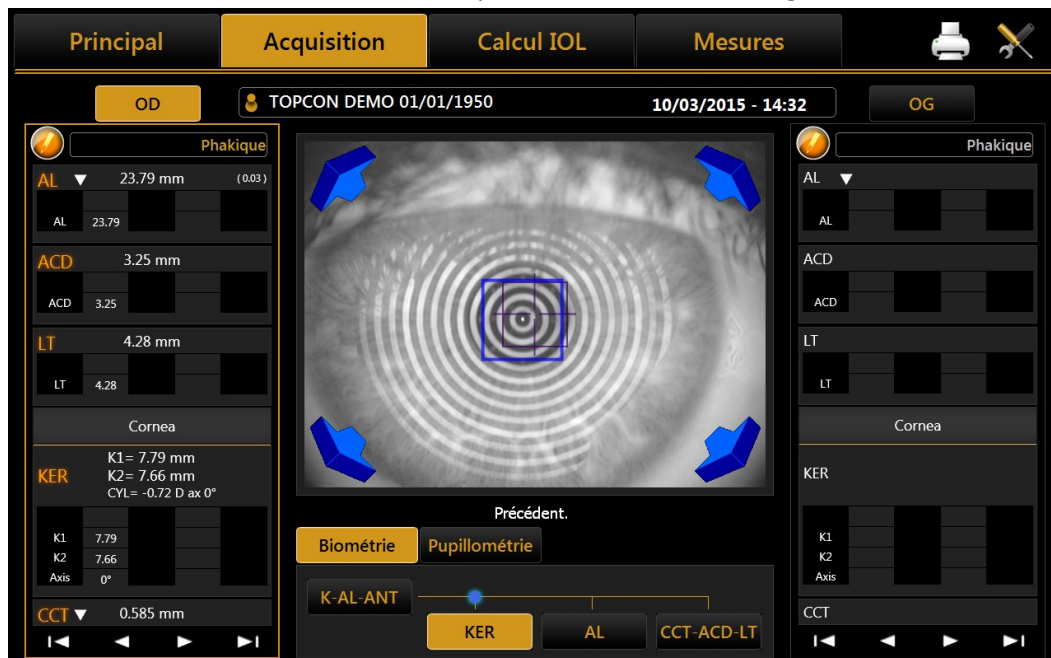 Principal Acquisition Calcul IOL Mesures
OD TOPCON DEMO 01/01/1950 10/03/2015 - 14:32 OG
Phakique
AL 23.79 mm (0.03)
AL 23.79
ACD 3.25 mm
ACD 3.25
LT 4.28 mm
LT 4.28
Cornea
K1= 7.79 mm
KER K2= 7.66 mm
CYL= -0.72 D ax 0°
K1 7.79
K2 7.66
Axis 0°
CCT 0.585 mm
Précédent.
Biométrie Pupillométrie
K-AL-ANT
KER AL CCT-ACD-LT
Phakique
AL
AL
ACD
ACD
LT
LT
Cornea
KER
K1
K2
Axis
CCT